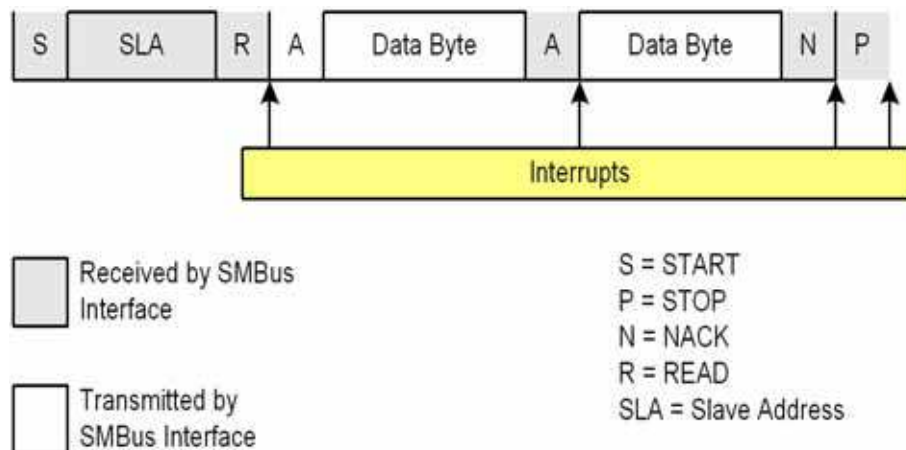 S SLA R A Data Byte A Data Byte N P
Interrupts
Received by SMBus
Interface
Transmitted by
SMBus Interface
S = START
P = STOP
N = NACK
R = READ
SLA = Slave Address